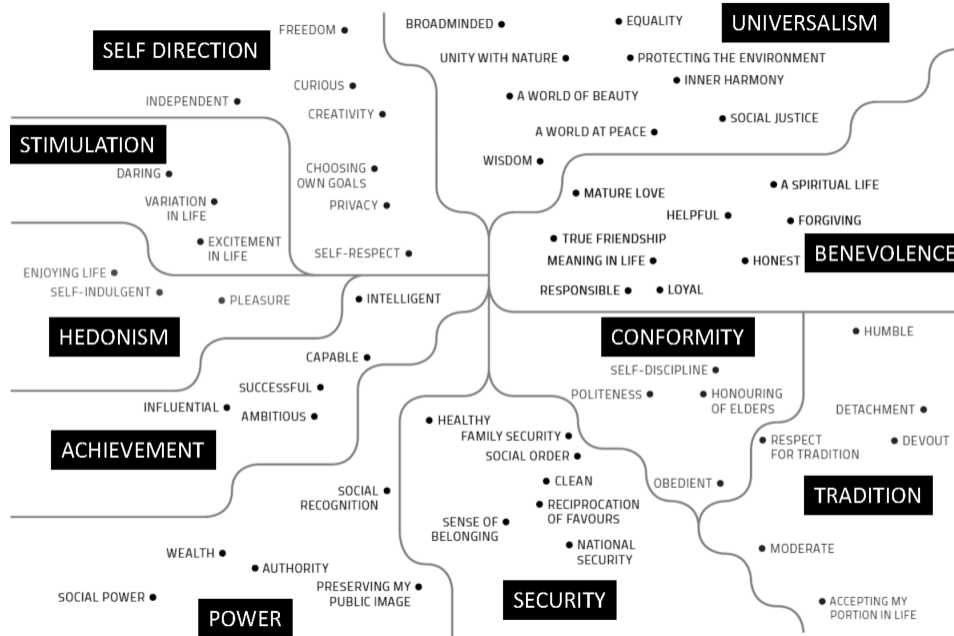 SELF DIRECTION
FREEDOM
CURIOUS
INDEPENDENT
CREATIVITY
CHOOSING
OWN GOALS
PRIVACY
SELF-RESPECT
UNIVERSALISM
BROADMINDED
EQUALITY
UNITY WITH NATURE
PROTECTING THE ENVIRONMENT
INNER HARMONY
A WORLD OF BEAUTY
SOCIAL JUSTICE
A WORLD AT PEACE
WISDOM
STIMULATION
DARING
VARIATION
IN LIFE
EXCITEMENT
IN LIFE
BENEVOLENCE
MATURE LOVE
A SPIRITUAL LIFE
HELPFUL
FORGIVING
TRUE FRIENDSHIP
MEANING IN LIFE
HONEST
RESPONSIBLE
LOYAL
HEDONISM
ENJOYING LIFE
SELF-INDULGENT
PLEASURE
ACHIEVEMENT
INTELLIGENT
CAPABLE
SUCCESSFUL
INFLUENTIAL
AMBITIOUS
CONFORMITY
SELF-DISCIPLINE
POLITENESS
HONOURING
OF ELDERS
OBEDIENT
TRADITION
HUMBLE
DETACHMENT
RESPECT
FOR TRADITION
DEVOUT
MODERATE
ACCEPTING MY
PORTION IN LIFE
POWER
SOCIAL
RECOGNITION
WEALTH
AUTHORITY
SOCIAL POWER
PRESERVING MY
PUBLIC IMAGE
SECURITY
HEALTHY
FAMILY SECURITY
SOCIAL ORDER
CLEAN
RECIPROCATION
OF FAVOURS
SENSE OF
BELONGING
NATIONAL
SECURITY